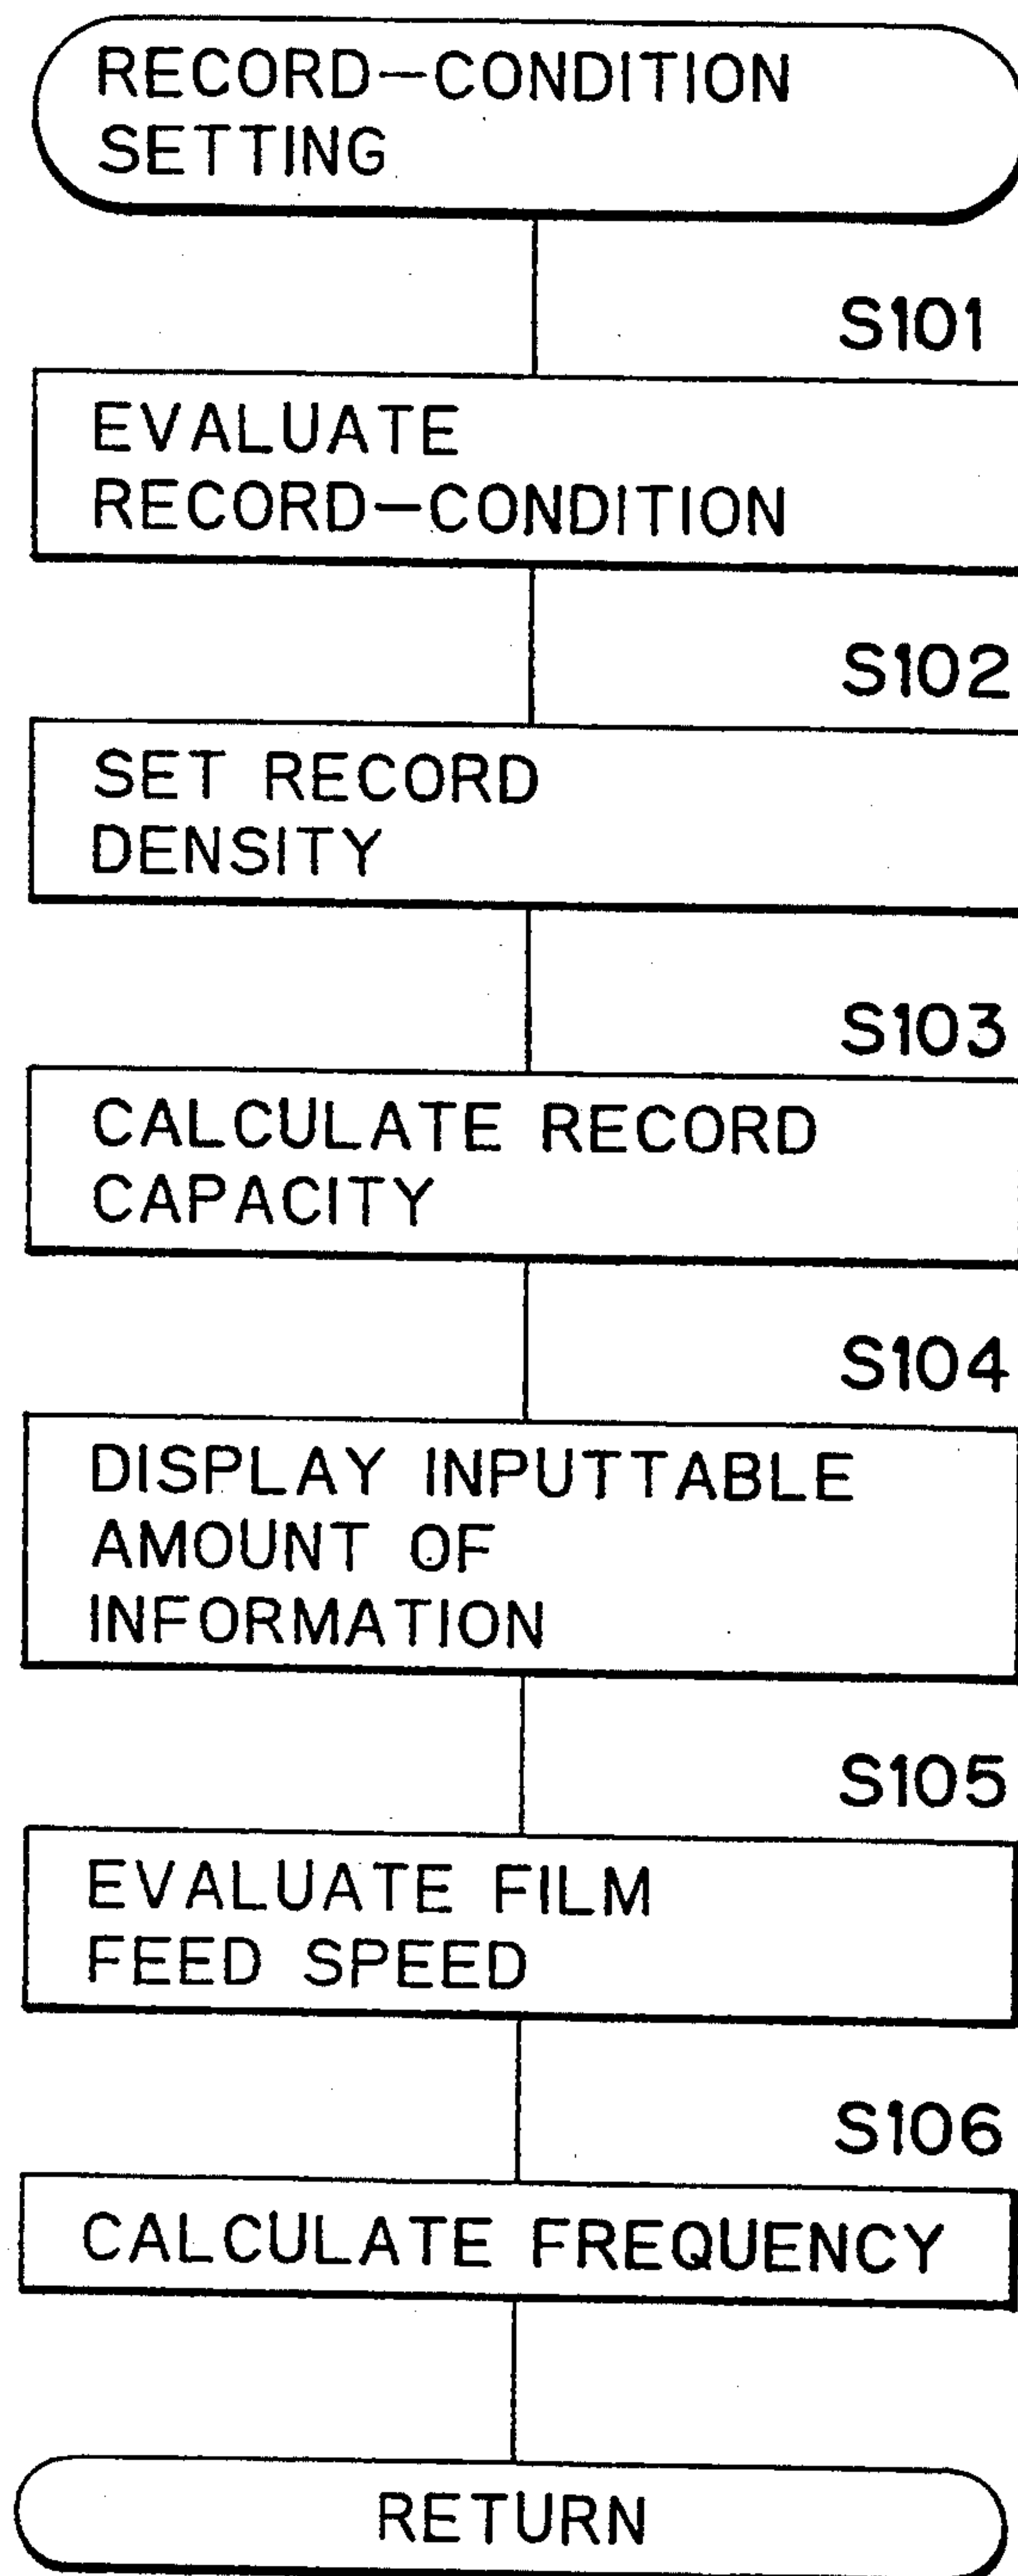 RECORD-CONDITION
SETTING
S101
EVALUATE
RECORD-CONDITION
S102
SET RECORD
DENSITY
S103
CALCULATE RECORD
CAPACITY
S104
DISPLAY INPUTTABLE
AMOUNT OF
INFORMATION
S105
EVALUATE FILM
FEED SPEED
S106
CALCULATE FREQUENCY
RETURN